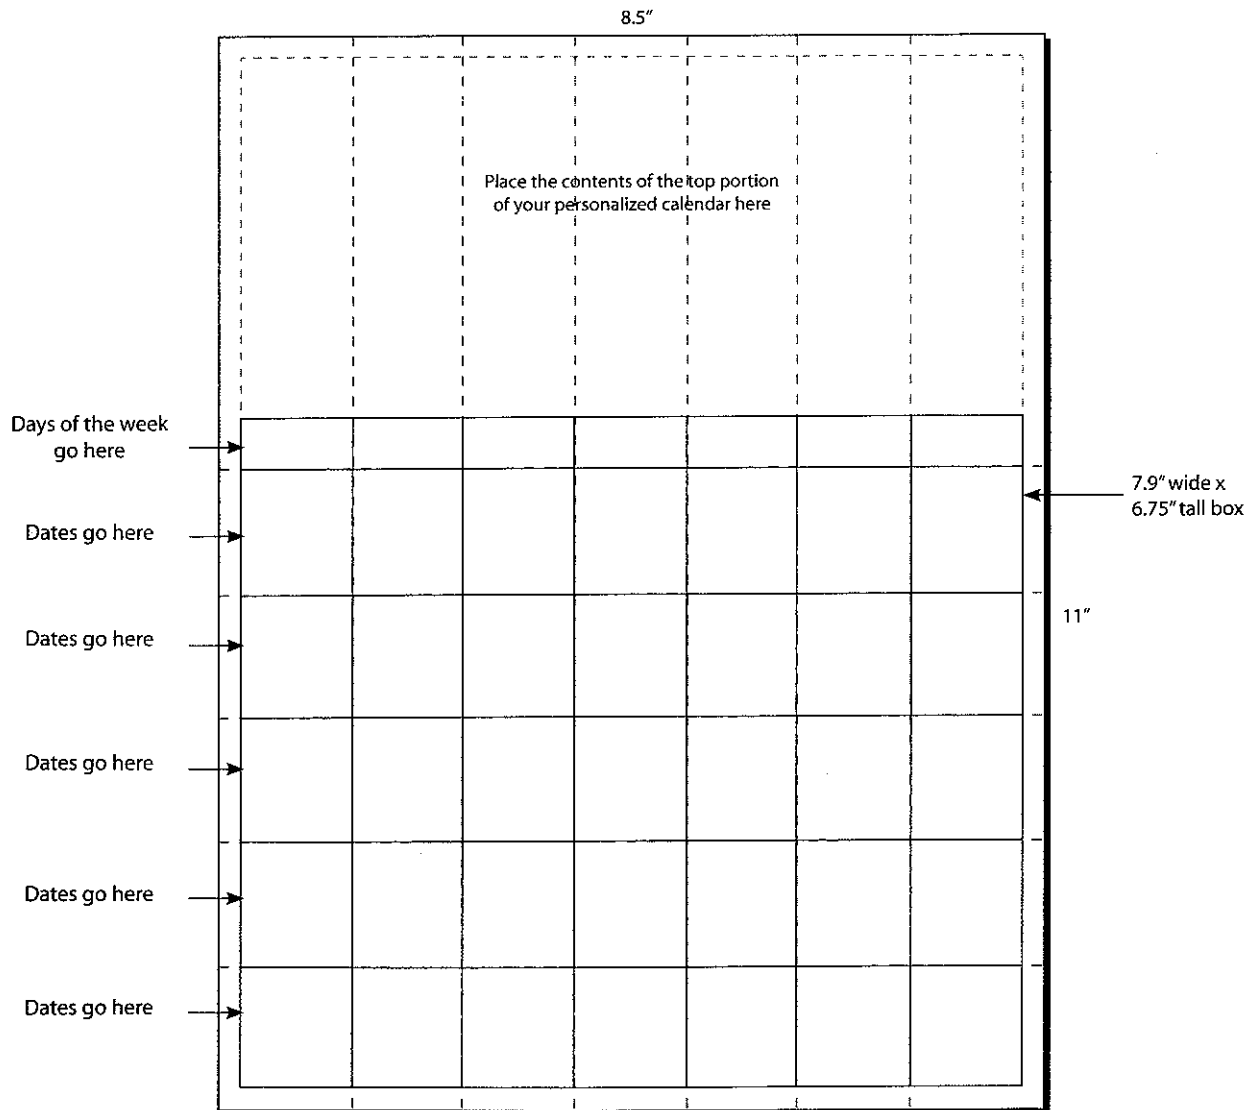 8.5"
Place the contents of the top portion
of your personalized calendar here
Days of the week
go here
7.9" wide x
6.75" tall box
Dates go here
11"
Dates go here
Dates go here
Dates go here
Dates go here